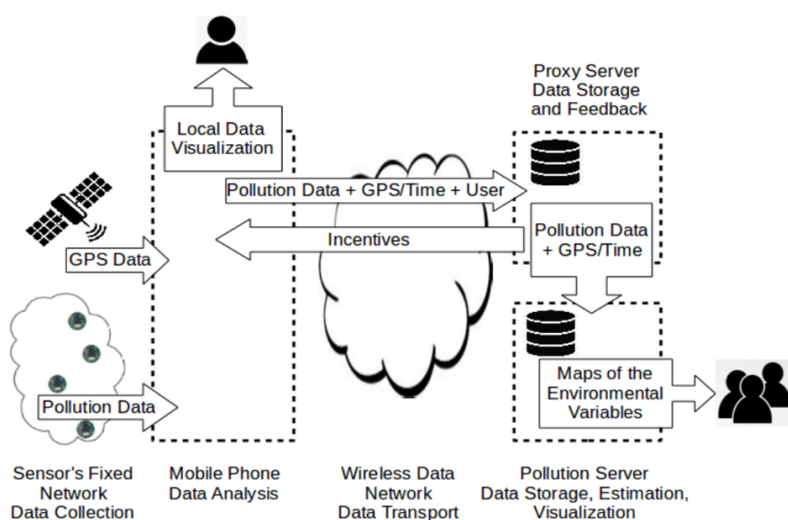 Proxy Server
Data Storage
and Feedback
Local Data
Visualization
Pollution Data + GPS/Time + User
Incentives
Pollution Data
+ GPS/Time
GPS Data
Pollution Data
Maps of the
Environmental
Variables
Sensor's Fixed
Network
Data Collection
Mobile Phone
Data Analysis
Wireless Data
Network
Data Transport
Pollution Server
Data Storage, Estimation,
Visualization